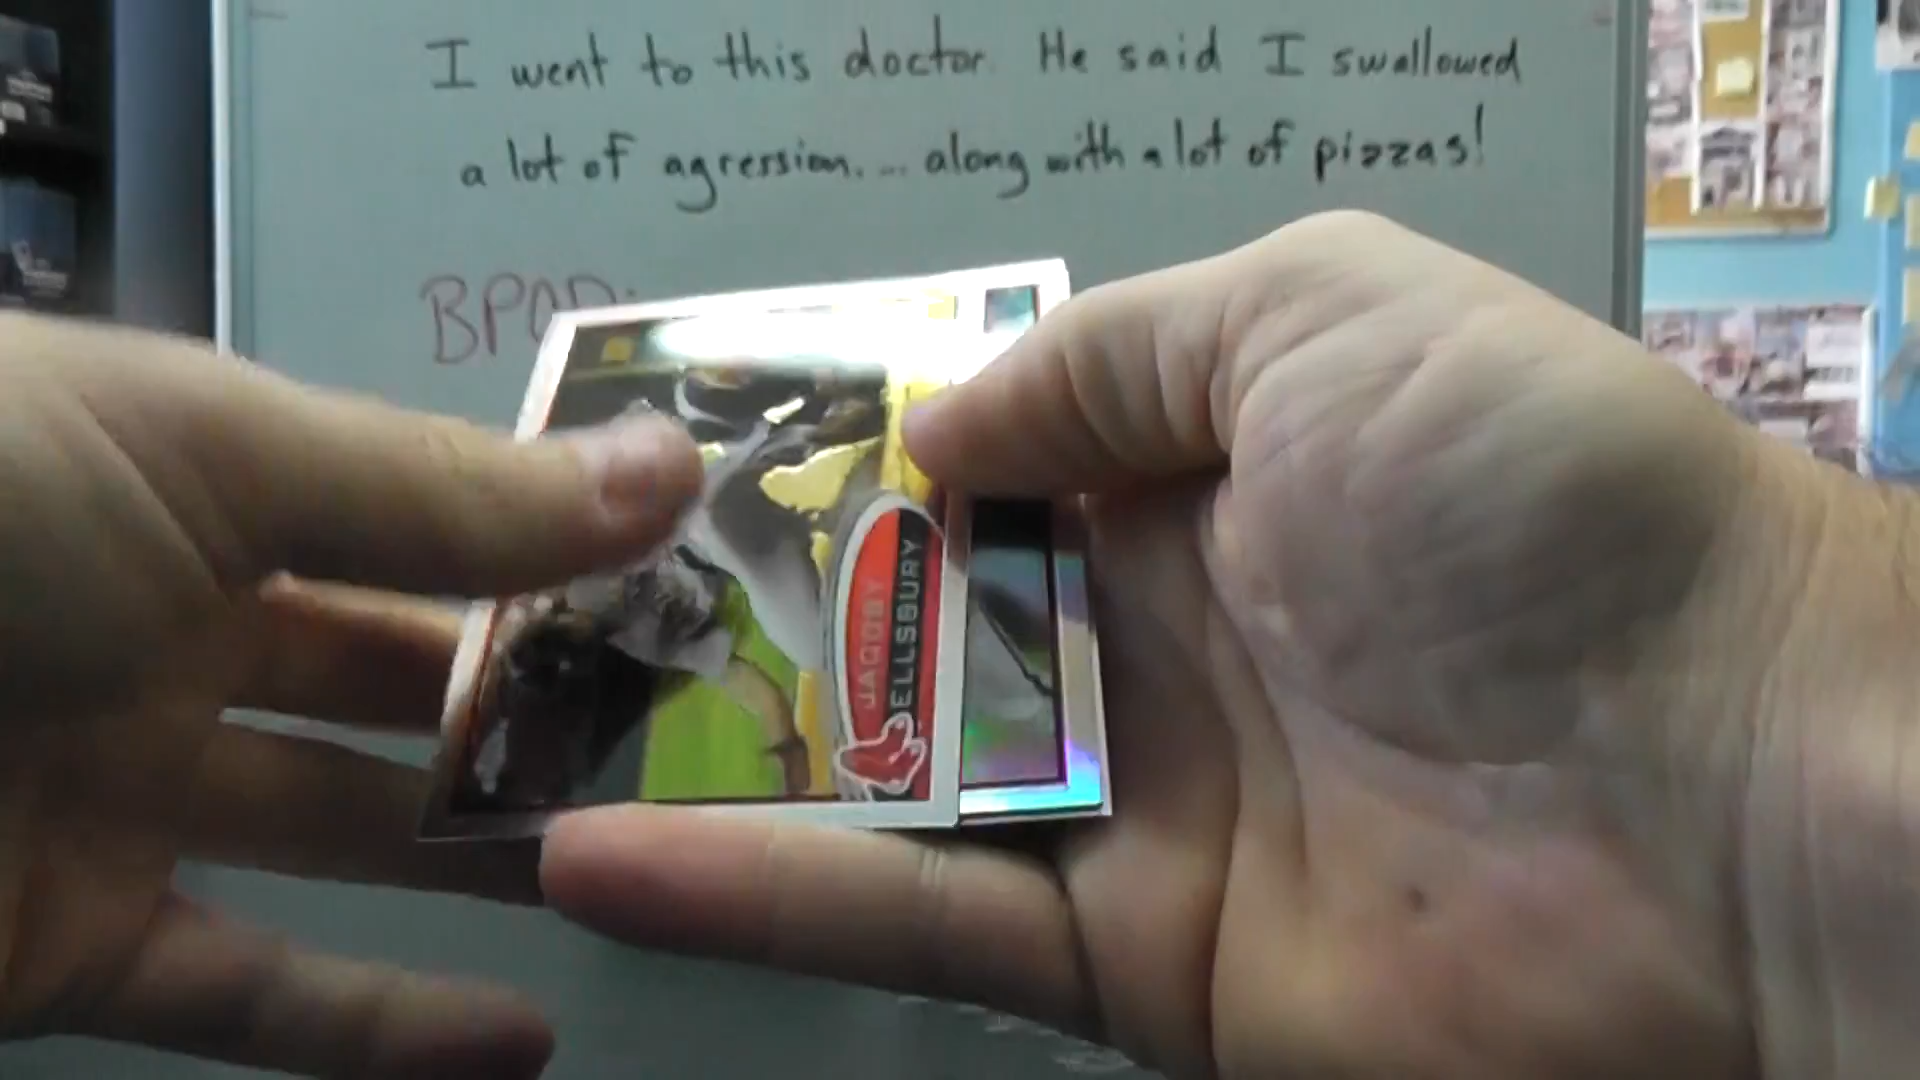 I went to this doctor. He said I swallowed
a lot of agression.... along with a lot of pizzas!
BPOD:
JACOBY
ELLSBURY